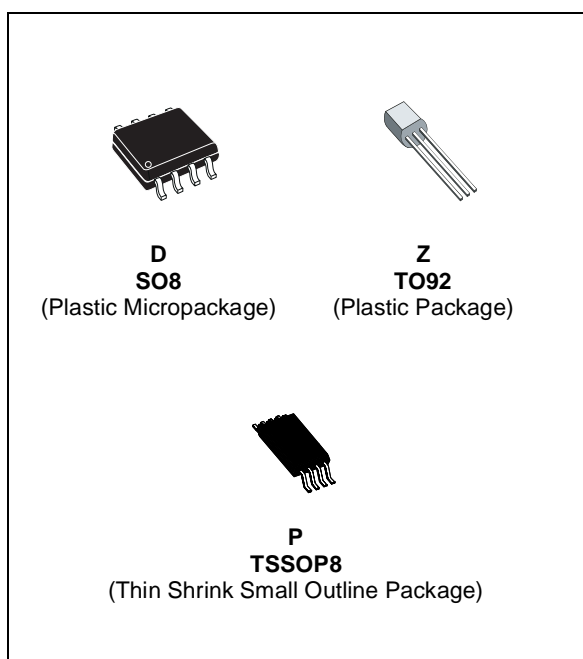 D
SO8
(Plastic Micropackage)
Z
TO92
(Plastic Package)
P
TSSOP8
(Thin Shrink Small Outline Package)